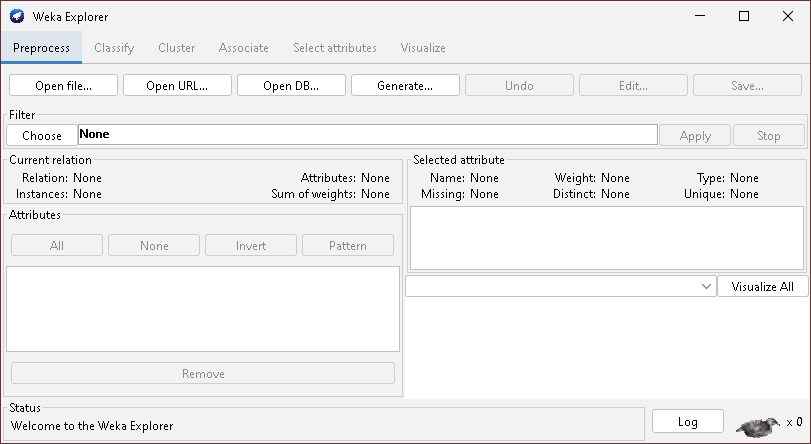 Weka Explorer
Preprocess Classify Cluster Associate Select attributes Visualize
Open file... Open URL... Open DB... Generate... Undo Edit... Save...
Filter
Choose None Apply Stop
Current relation
Relation: None Attributes: None
Instances: None Sum of weights: None
Attributes
All None Invert Pattern
Remove
Selected attribute
Name: None Weight: None Type: None
Missing: None Distinct: None Unique: None
Visualize All
Status
Welcome to the Weka Explorer
Log x 0